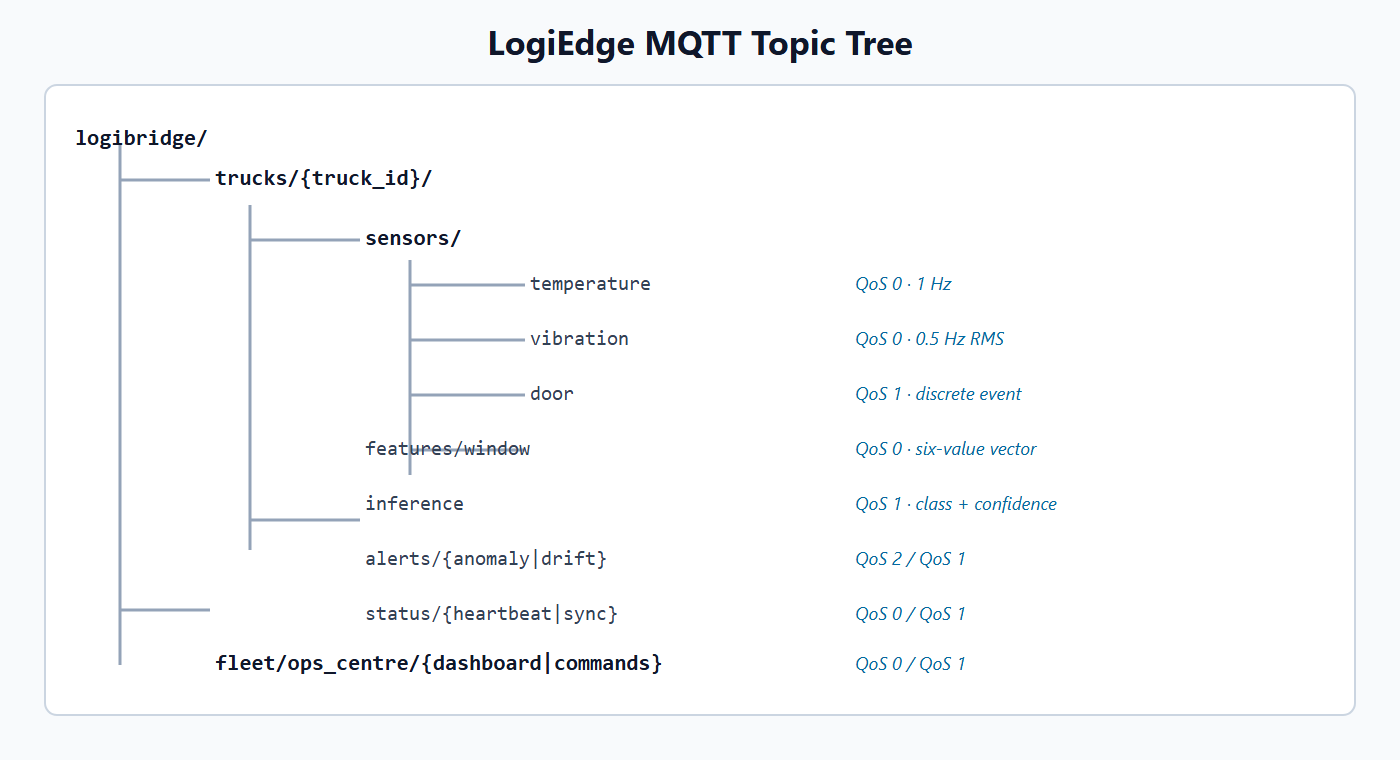 LogiEdge MQTT Topic Tree
logibridge/
trucks/{truck_id}/
sensors/
temperature QoS 0 · 1 Hz
vibration QoS 0 · 0.5 Hz RMS
door QoS 1 · discrete event
features/window QoS 0 · six-value vector
inference QoS 1 · class + confidence
alerts/{anomaly|drift} QoS 2 / QoS 1
status/{heartbeat|sync} QoS 0 / QoS 1
fleet/ops_centre/{dashboard|commands} QoS 0 / QoS 1